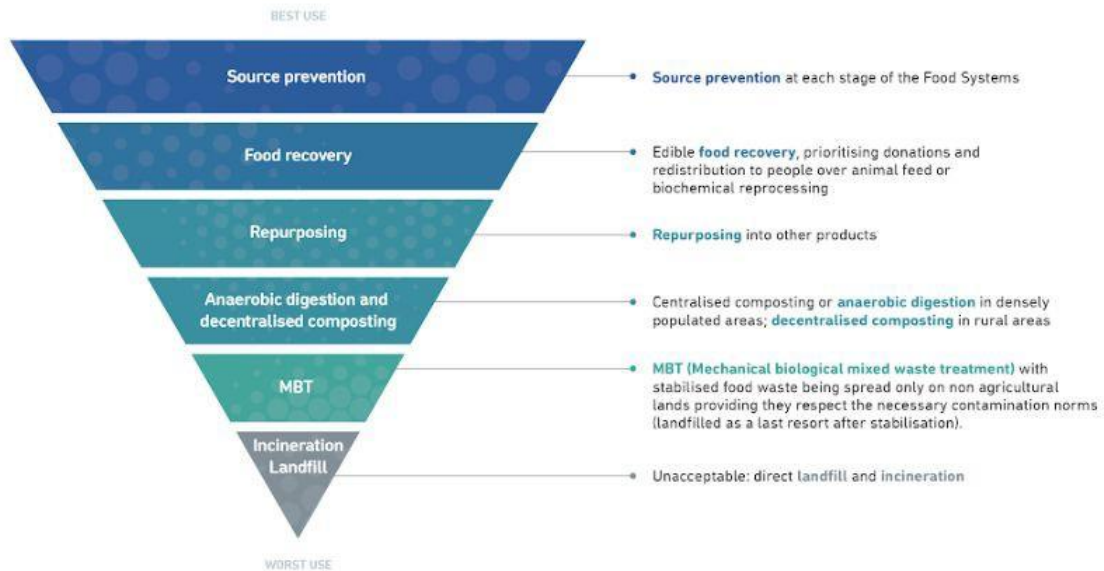 BEST USE
Source prevention
Source prevention at each stage of the Food Systems
Food recovery
Edible food recovery, prioritising donations and
redistribution to people over animal feed or
biochemical reprocessing
Repurposing
Repurposing into other products
Anaerobic digestion and
decentralised composting
Centralised composting or anaerobic digestion in densely
populated areas; decentralised composting in rural areas
MBT
MBT (Mechanical biological mixed waste treatment) with
stabilised food waste being spread only on non agricultural
lands providing they respect the necessary contamination norms
(landfilled as a last resort after stabilisation).
Incineration
Landfill
Unacceptable: direct landfill and incineration
WORST USE